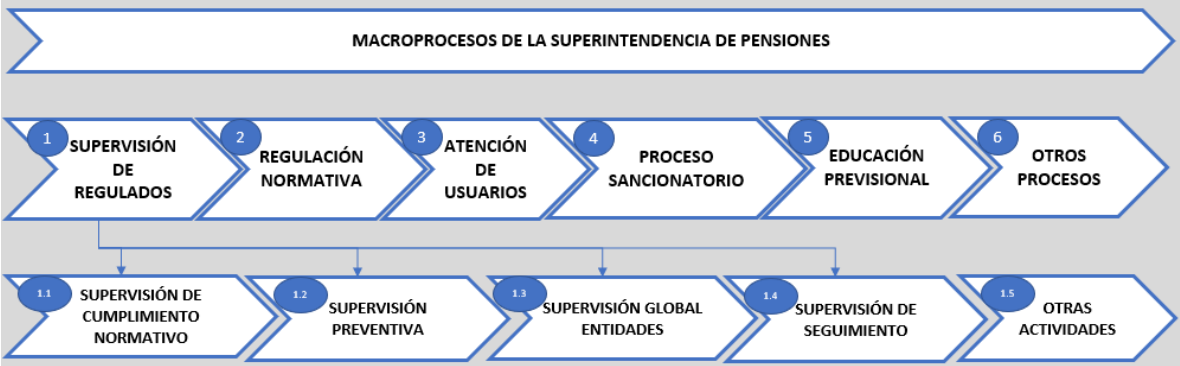 MACROPROCESOS DE LA SUPERINTENDENCIA DE PENSIONES
1
SUPERVISIÓN
DE
REGULADOS
2
REGULACIÓN
NORMATIVA
3
ATENCIÓN
DE
USUARIOS
4
PROCESO
SANCIONATORIO
5
EDUCACIÓN
PREVISIONAL
6
OTROS
PROCESOS
1.1
SUPERVISIÓN DE
CUMPLIMIENTO
NORMATIVO
1.2
SUPERVISIÓN
PREVENTIVA
1.3
SUPERVISIÓN GLOBAL
ENTIDADES
1.4
SUPERVISIÓN DE
SEGUIMIENTO
1.5
OTRAS
ACTIVIDADES